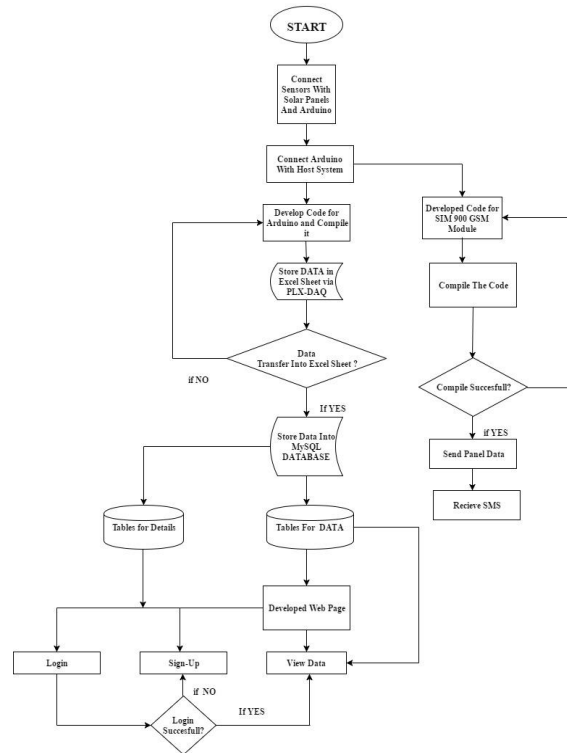 START
Connect
Sensors With
Solar Panels
And Arduino
Connect Arduino
With Host System
Develop Code for
Arduino and Compile
it
Developed Code for
SIM 900 GSM
Module
Store DATA in
Excel Sheet via
PLX-DAQ
Compile The Code
Data
Transfer Into Excel Sheet ?
if NO
If YES
Compile Succesfull?
if YES
Store Data Into
MySQL
DATABASE
Send Panel Data
Recieve SMS
Tables for Details
Tables For DATA
Developed Web Page
Login
Sign-Up
View Data
if NO
If YES
Login
Succesfull?